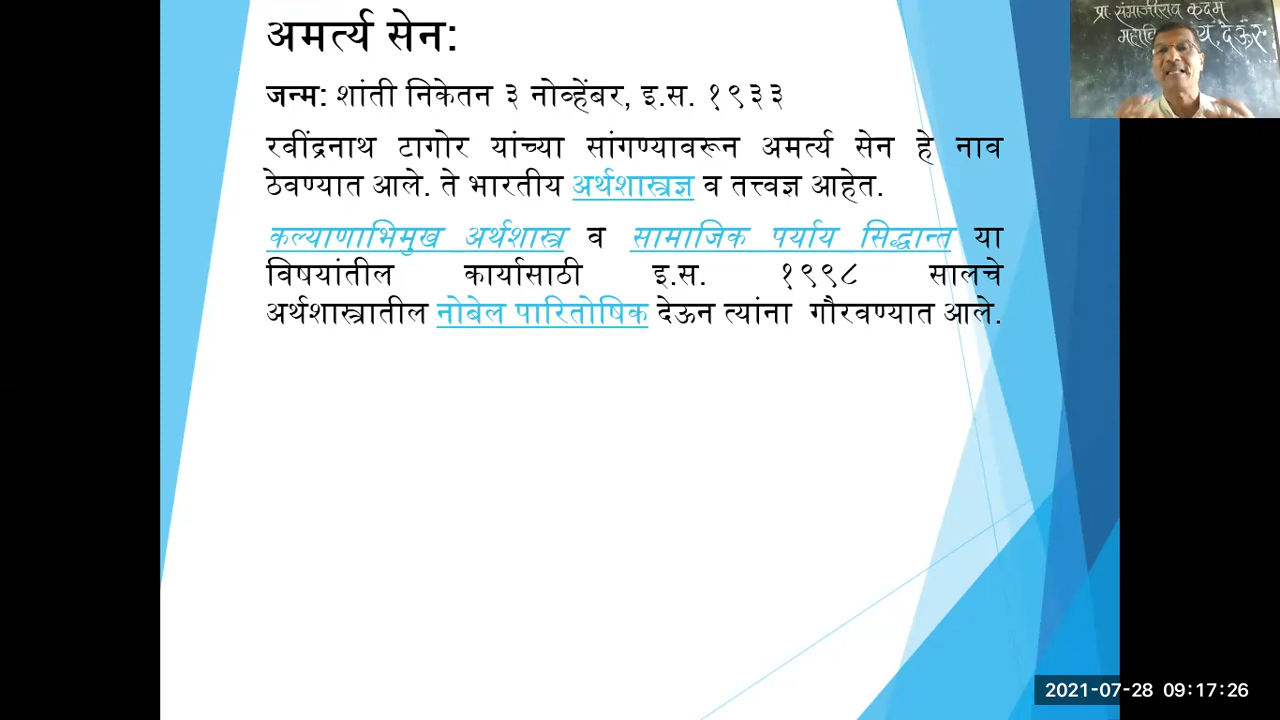 अमर्त्य सेन:
जन्म: शांती निकेतन ३ नोव्हेंबर, इ.स. १९३३
रवींद्रनाथ टागोर यांच्या सांगण्यावरून अमर्त्य सेन हे नाव
ठेवण्यात आले. ते भारतीय अर्थशास्त्रज्ञ व तत्त्वज्ञ आहेत.
कल्याणाभिमुख अर्थशास्त्र व सामाजिक पर्याय सिद्धान्त या
विषयांतील कार्यासाठी इ.स. १९९८ सालचे
अर्थशास्त्रातील नोबेल पारितोषिक देऊन त्यांना गौरवण्यात आले.
प्रा संभाजीराव कदम
देऊर
2021-07-28 09:17:26